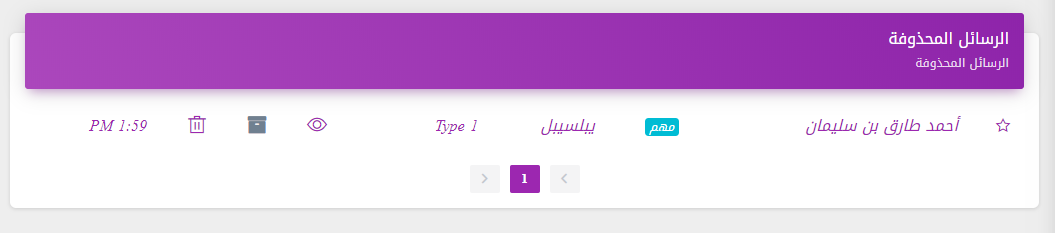 الرسائل المحذوفة
الرسائل المحذوفة
أحمد طارق بن سليمان مهم يبلسيبل Type 1 PM 1:59
1